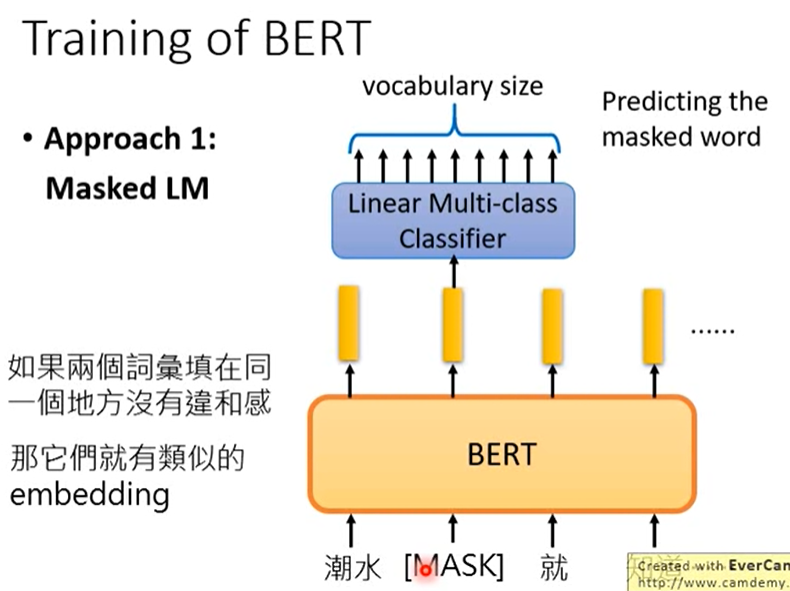 Training of BERT
• Approach 1:
Masked LM
vocabulary size
Predicting the
masked word
Linear Multi-class
Classifier
......
如果兩個詞彙填在同
一個地方沒有違和感
那它們就有類似的
embedding
BERT
潮水 [MASK] 就 知道
Created with EverCam
http://www.camdemy.